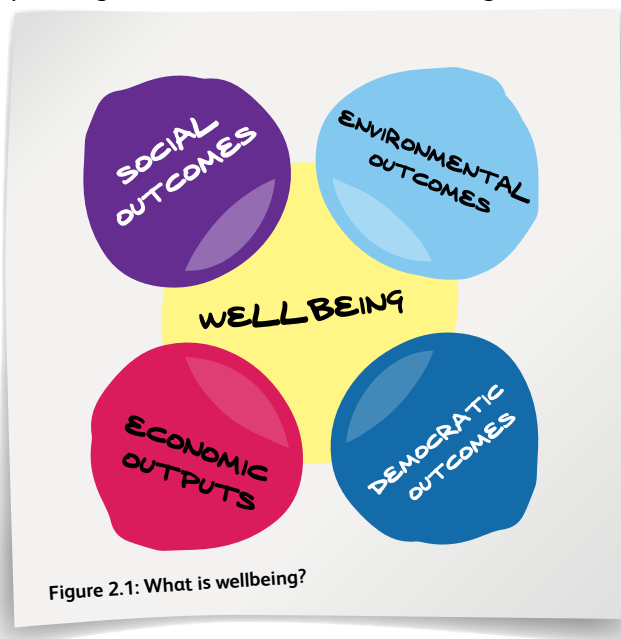 SOCIAL
OUTCOMES
ENVIRONMENTAL
OUTCOMES
WELLBEING
ECONOMIC
OUTPUTS
DEMOCRATIC
OUTCOMES
Figure 2.1: What is wellbeing?